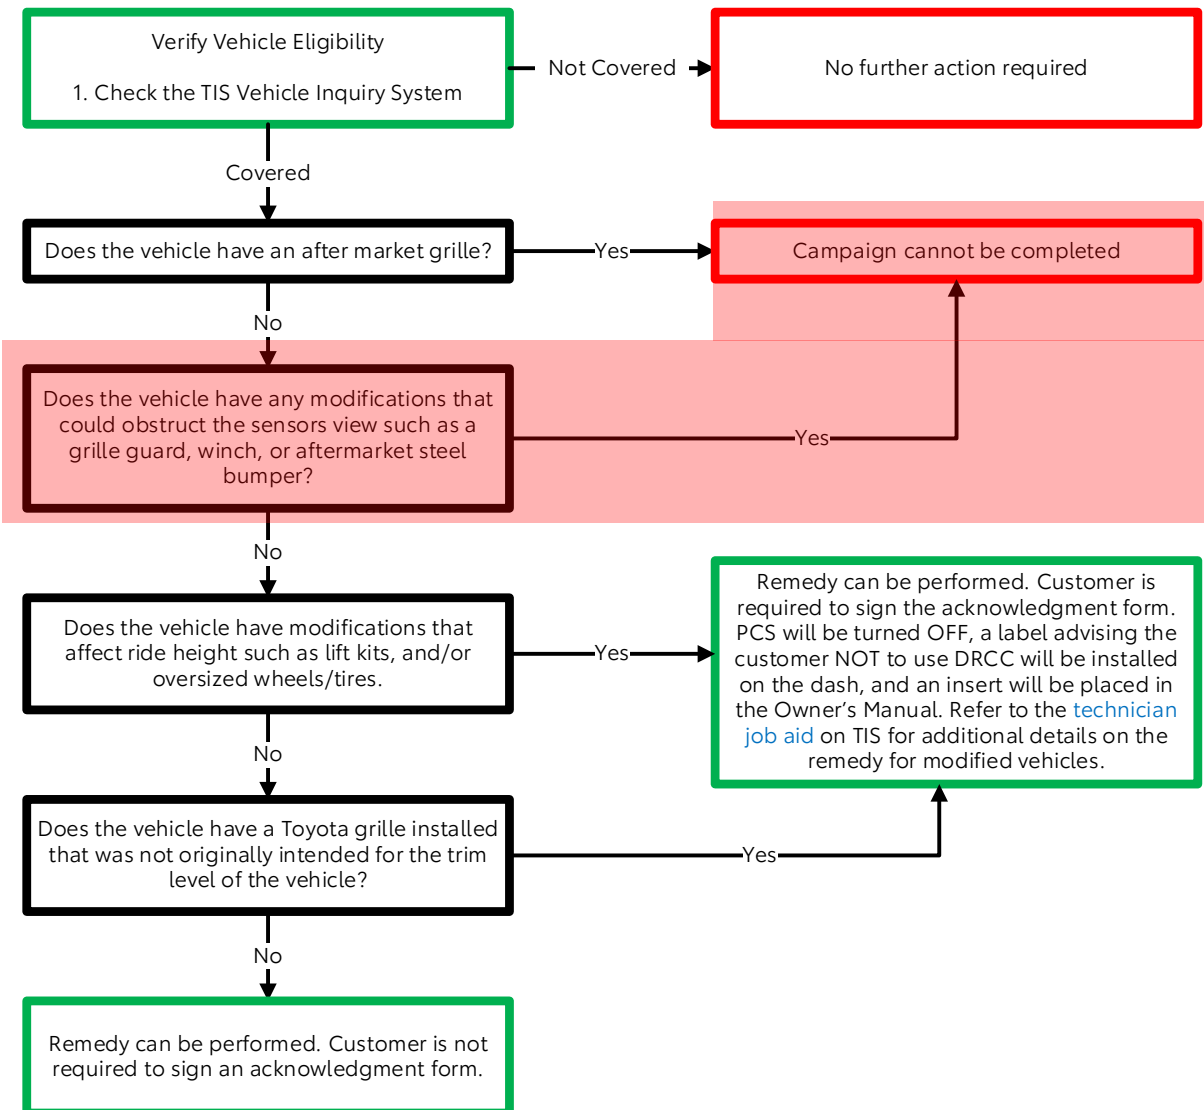 Verify Vehicle Eligibility
1. Check the TIS Vehicle Inquiry System
Not Covered
No further action required
Covered
Does the vehicle have an after market grille?
Yes
Campaign cannot be completed
No
Does the vehicle have any modifications that
could obstruct the sensors view such as a
grille guard, winch, or aftermarket steel
bumper?
Yes
No
Does the vehicle have modifications that
affect ride height such as lift kits, and/or
oversized wheels/tires.
Yes
Remedy can be performed. Customer is
required to sign the acknowledgment form.
PCS will be turned OFF, a label advising the
customer NOT to use DRCC will be installed
on the dash, and an insert will be placed in
the Owner’s Manual. Refer to the technician
job aid on TIS for additional details on the
remedy for modified vehicles.
No
Does the vehicle have a Toyota grille installed
that was not originally intended for the trim
level of the vehicle?
Yes
No
Remedy can be performed. Customer is not
required to sign an acknowledgment form.